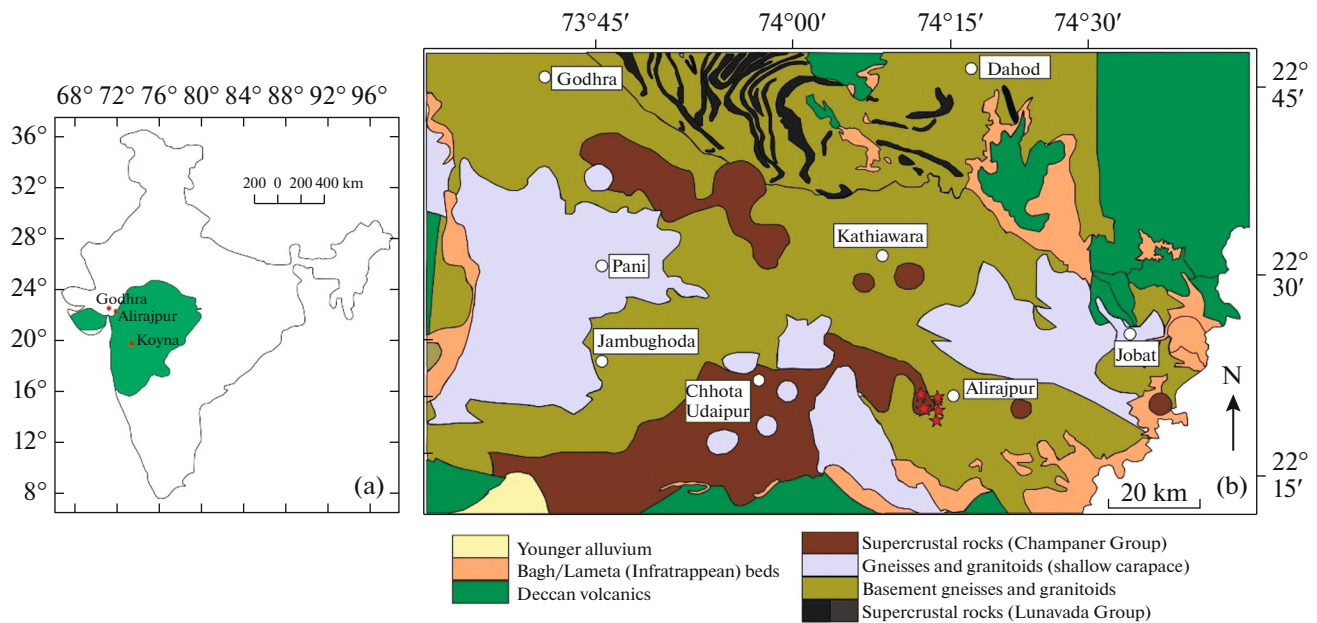 68° 72° 76° 80° 84° 88° 92° 96°
36°
32°
28°
24°
20°
16°
12°
8°
200 0 200 400 km
Godhra
Alirajpur
Koyna
(a)
73°45′ 74°00′ 74°15′ 74°30′
22°
45′
22°
30′
22°
15′
Godhra
Dahod
Kathiawara
Pani
Jambughoda
Jobat
Chhota
Udaipur
Alirajpur
N
20 km
(b)
Younger alluvium
Bagh/Lameta (Infratrappean) beds
Deccan volcanics
Supercrustal rocks (Champaner Group)
Gneisses and granitoids (shallow carapace)
Basement gneisses and granitoids
Supercrustal rocks (Lunavada Group)